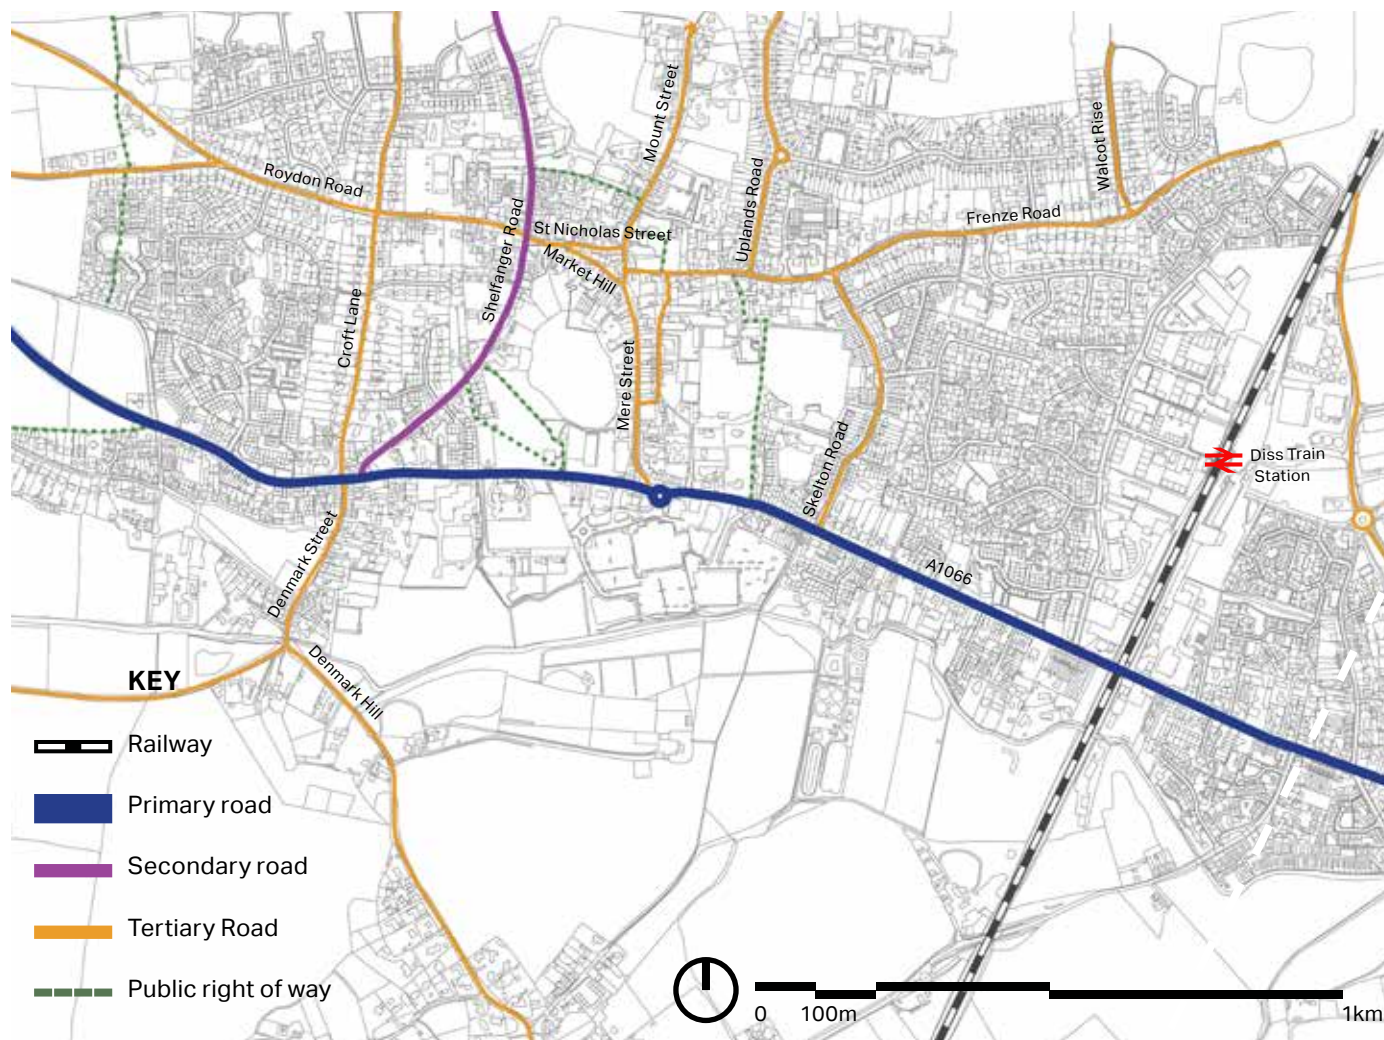 Mount Street
Walcot Rise
Roydon Road
Uplands Road
Frenze Road
Shelfanger Road
St Nicholas Street
Market Hill
Croft Lane
Mere Street
Skelton Road
Diss Train
Station
Denmark Street
A1066
Denmark Hill
KEY
Railway
Primary road
Secondary road
Tertiary Road
Public right of way
0 100m 1km